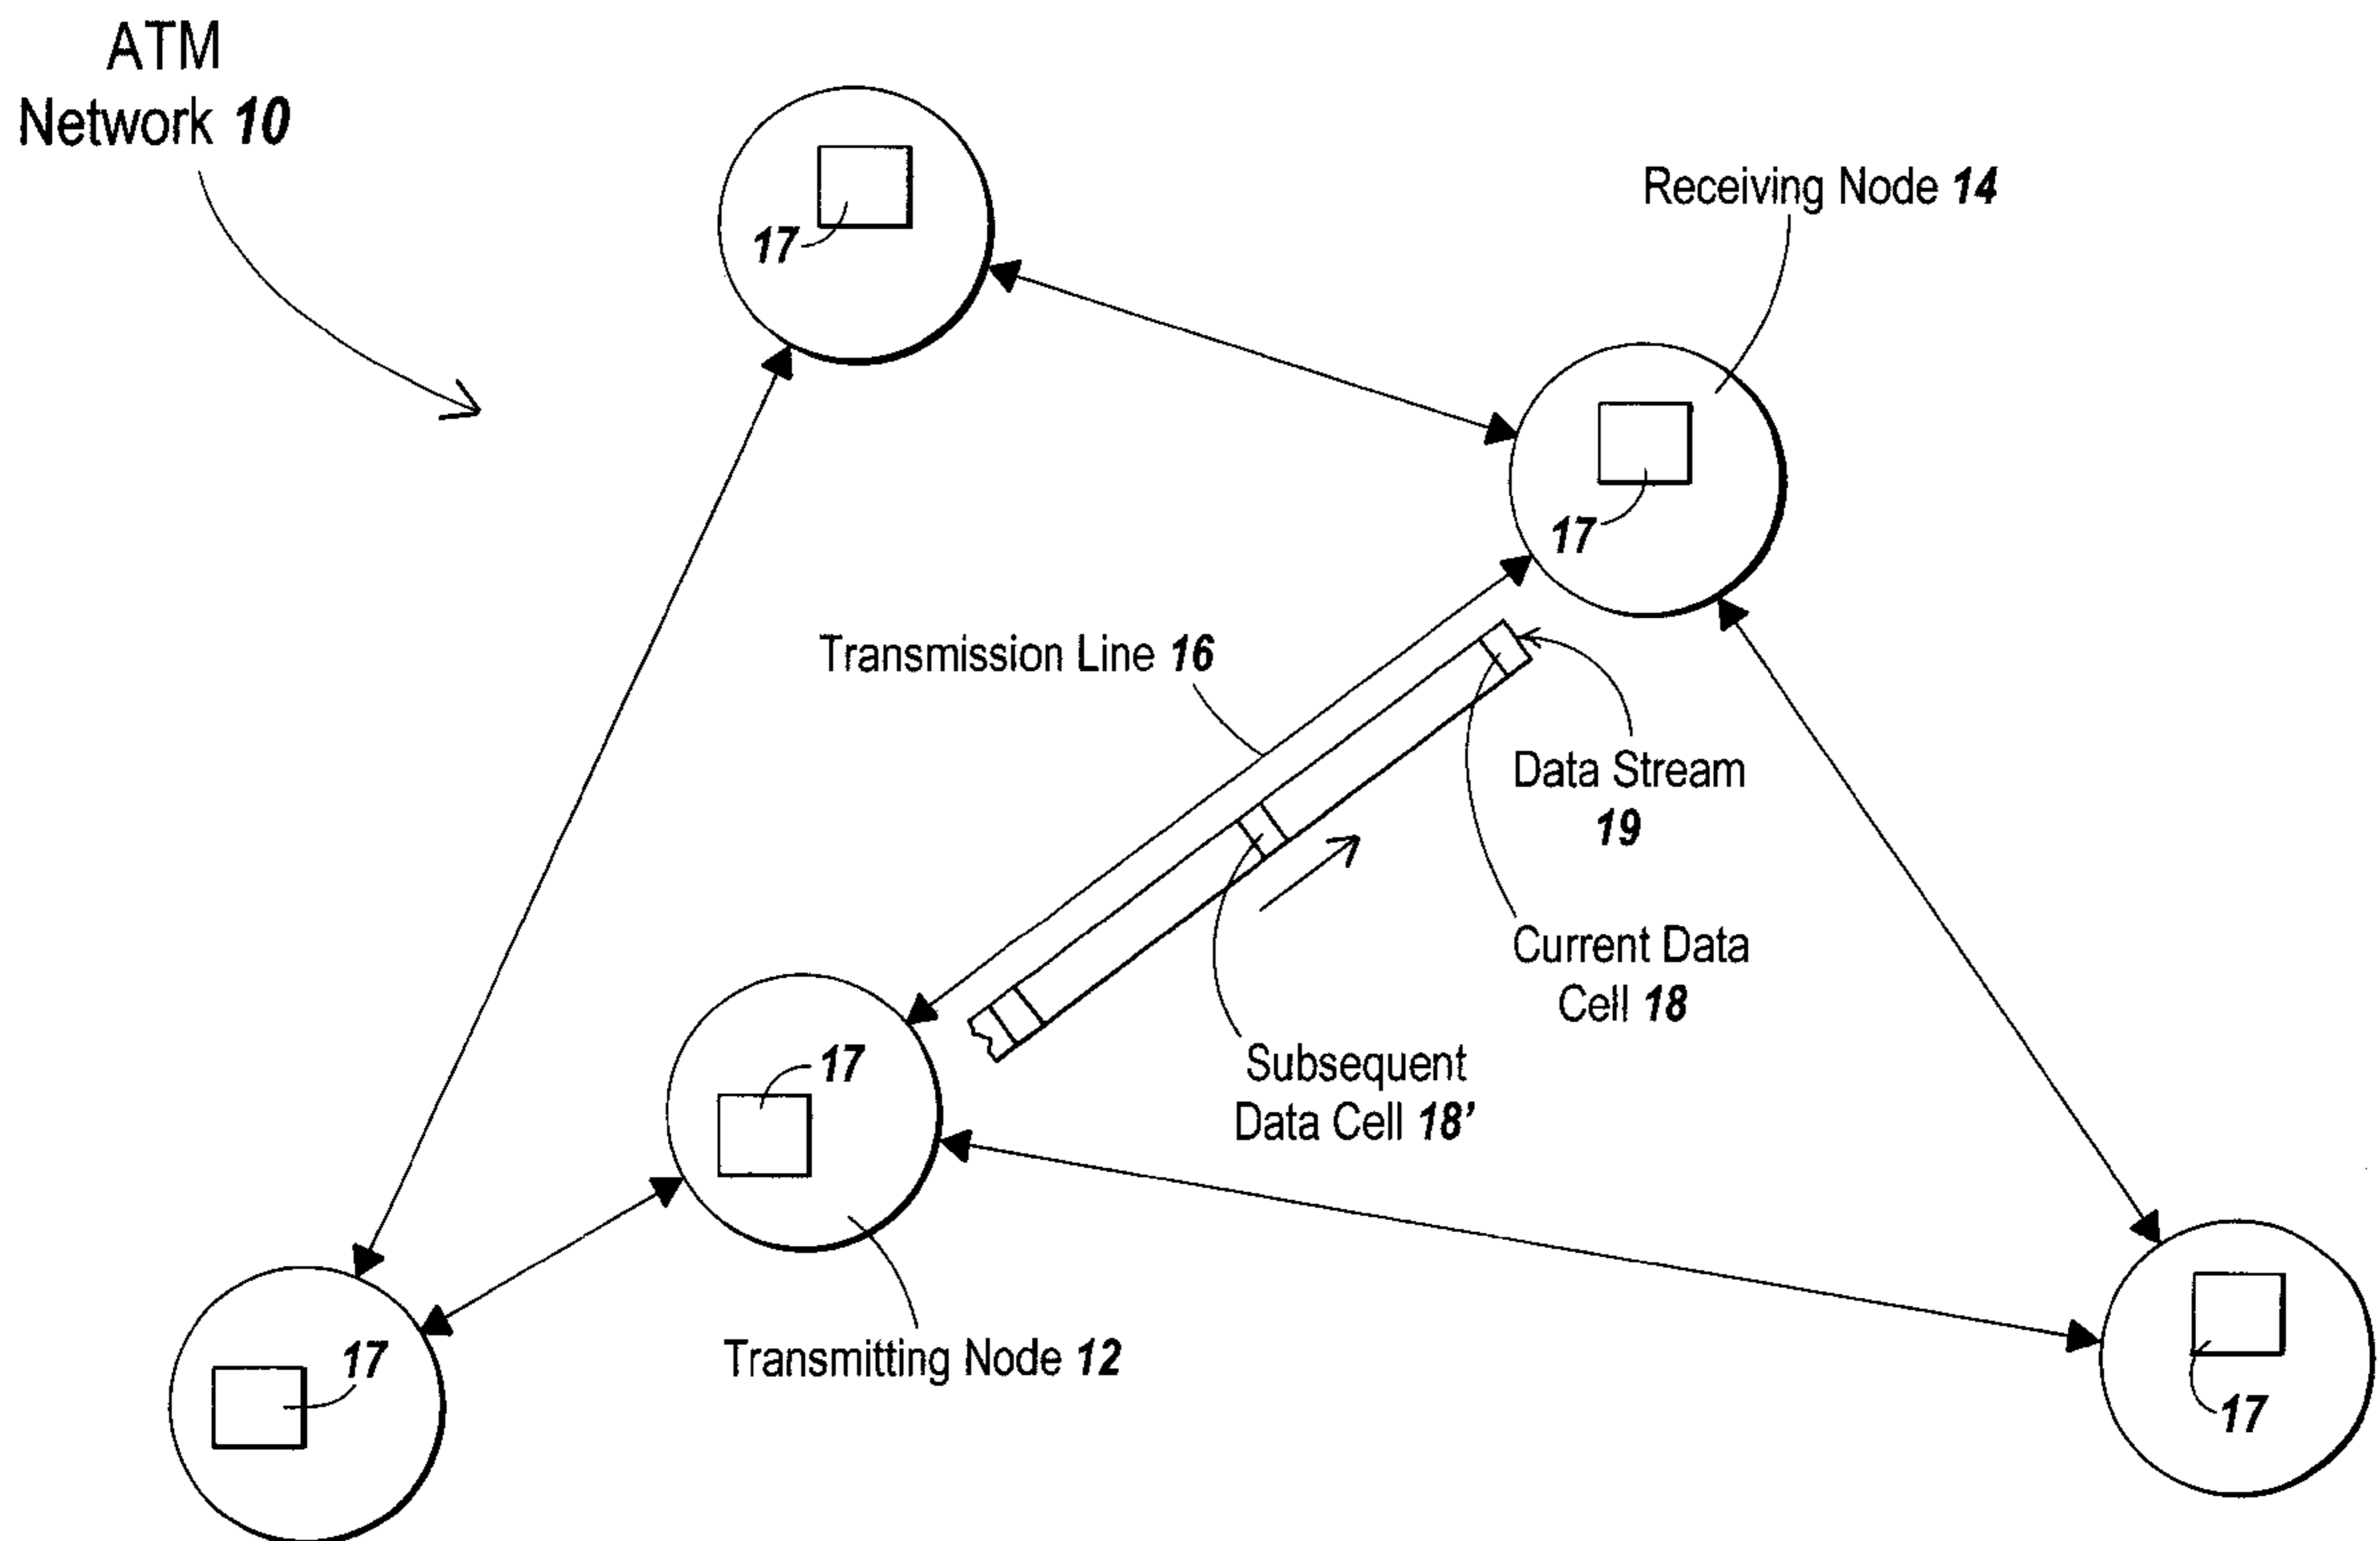 ATM
Network 10
Receiving Node 14
17
17
Transmission Line 16
Data Stream
19
Current Data
Cell 18
Subsequent
Data Cell 18'
17
Transmitting Node 12
17
17